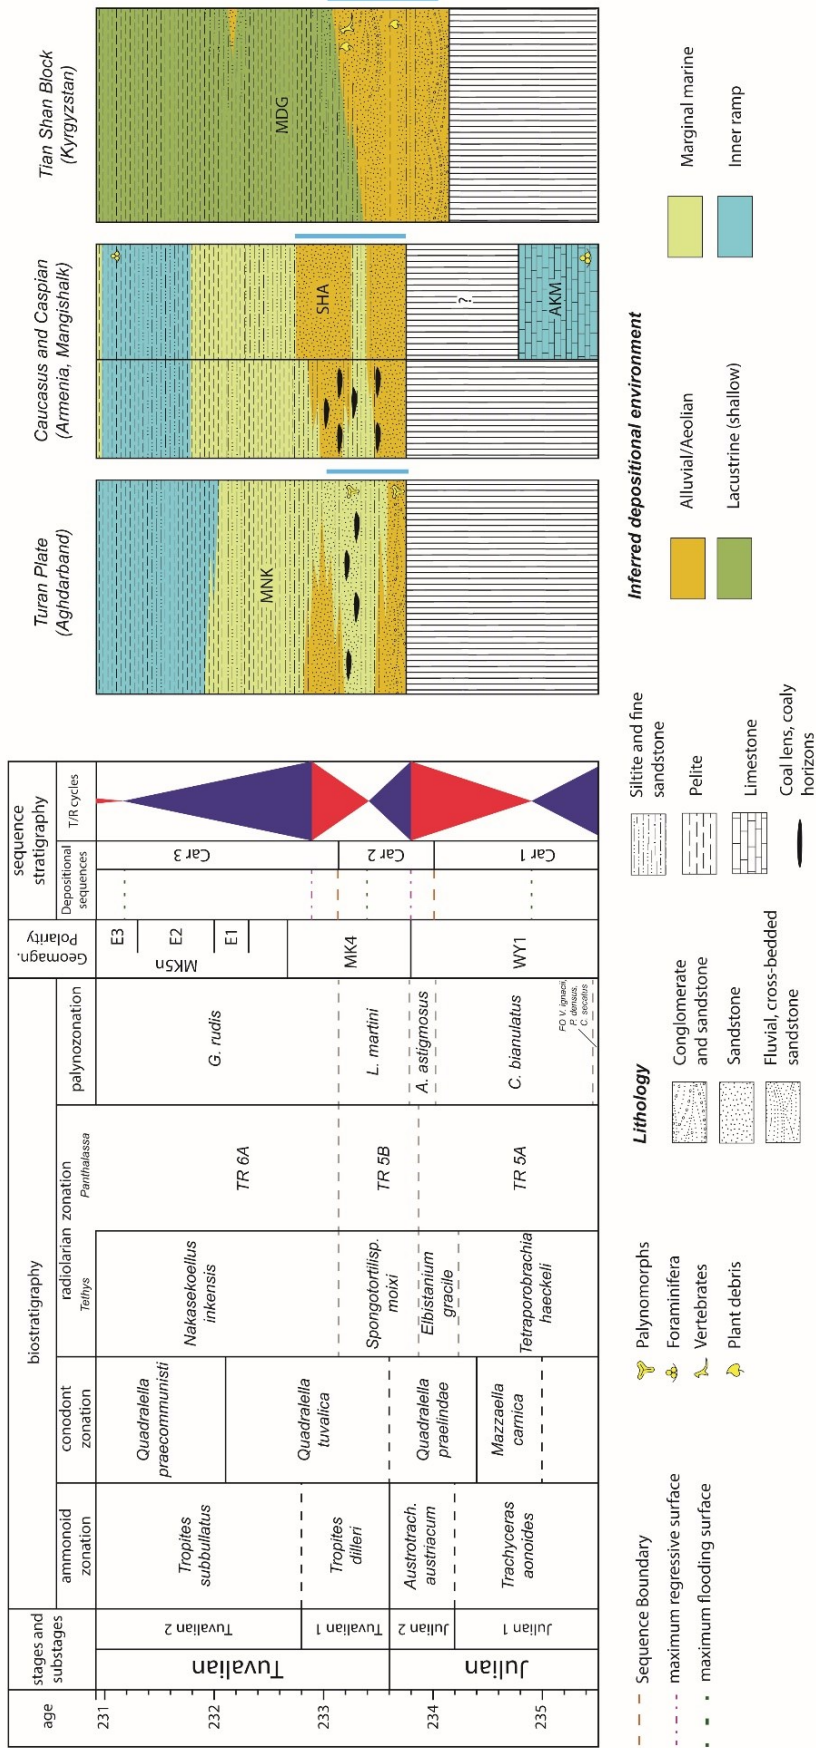 age
stages and
substages
biostratigraphy
ammonoid
zonation
conodont
zonation
radiolarian zonation
Tethys
Panthalassa
palynozonation
Geomagn.
Polarity
sequence
stratigraphy
Depositional
sequences
T/R cycles
Turan Plate
(Aghdarband)
Caucasus and Caspian
(Armenia, Mangishalk)
Tian Shan Block
(Kyrgyzstan)
231
232
233
234
235
Tuvalian
Julian
Tuvalian 2
Tuvalian 1
Julian 2
Julian 1
Tropites
subbullatus
Tropites
dilleri
Austrotrach.
austriacum
Trachyceras
aonoides
Quadralella
praecommunisti
Quadralella
tuvalica
Quadralella
praelindae
Mazzaella
carnica
Nakasekoellus
inkensis
Spongotortilisp.
moixi
Elbistanium
gracile
Tetraporobrachia
haeckeli
TR 6A
TR 5B
TR 5A
G. rudis
L. martini
A. astigmosus
C. bianulatus
FO V. ignacii,
P. densus,
C. secatus
E3
E2
E1
MK5n
MK4
WY1
Car 3
Car 2
Car 1
MNK
SHA
?
AKM
MDG
Sequence Boundary
maximum regressive surface
maximum flooding surface
Palynomorphs
Foraminifera
Vertebrates
Plant debris
Lithology
Conglomerate
and sandstone
Sandstone
Fluvial, cross-bedded
sandstone
Siltite and fine
sandstone
Pelite
Limestone
Coal lens, coaly
horizons
Inferred depositional environment
Alluvial/Aeolian
Lacustrine (shallow)
Marginal marine
Inner ramp